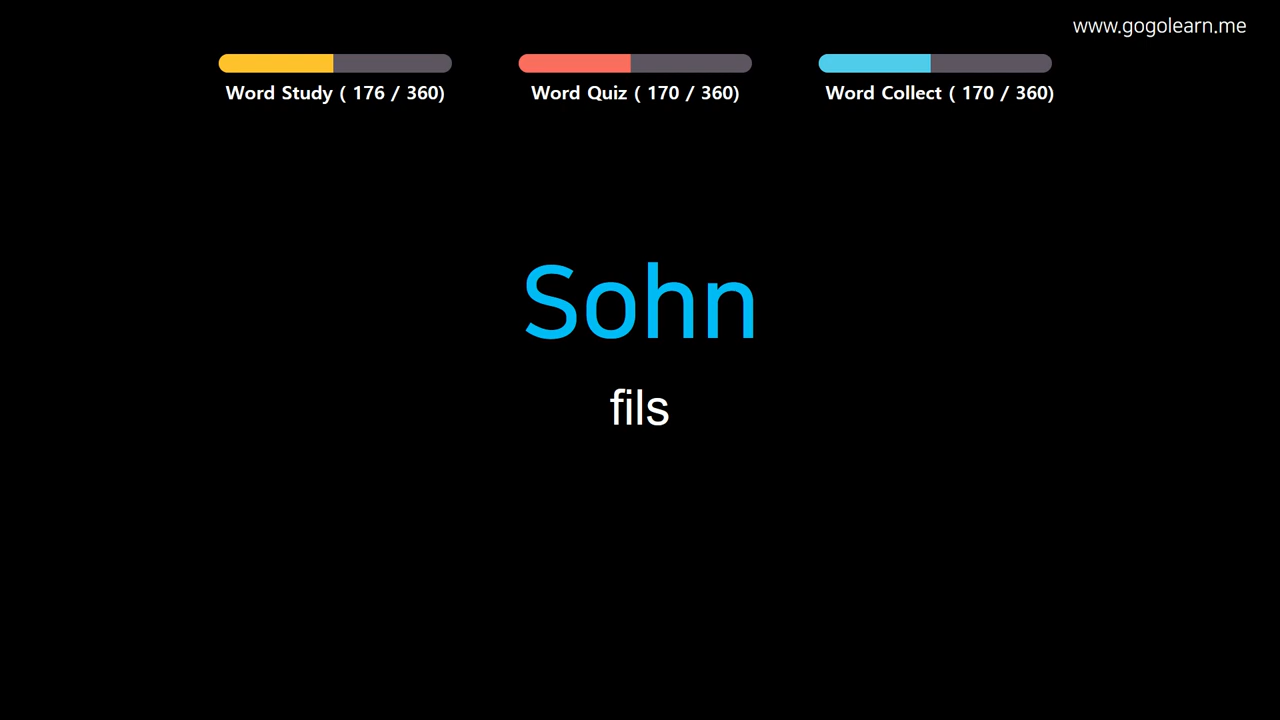 www.gogolearn.me
Word Study ( 176 / 360)
Word Quiz ( 170 / 360)
Word Collect ( 170 / 360)
Sohn
fils